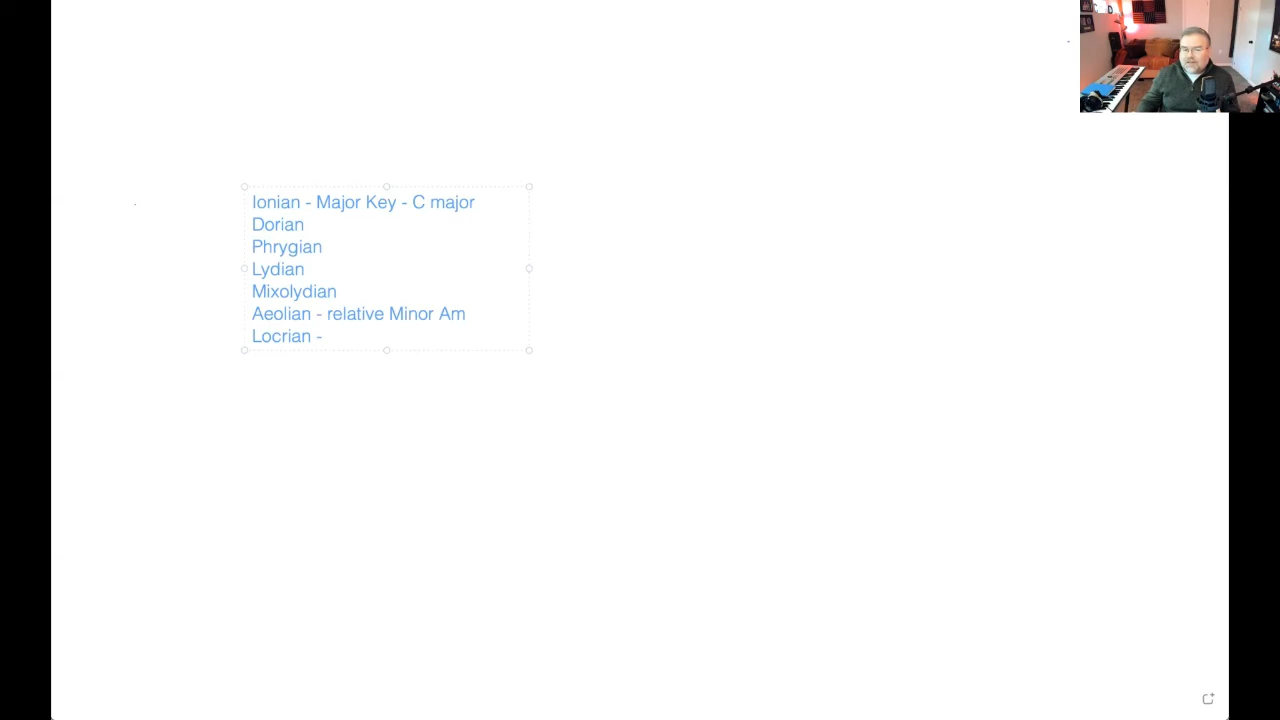 Ionian - Major Key - C major
Dorian
Phrygian
Lydian
Mixolydian
Aeolian - relative Minor Am
Locrian -